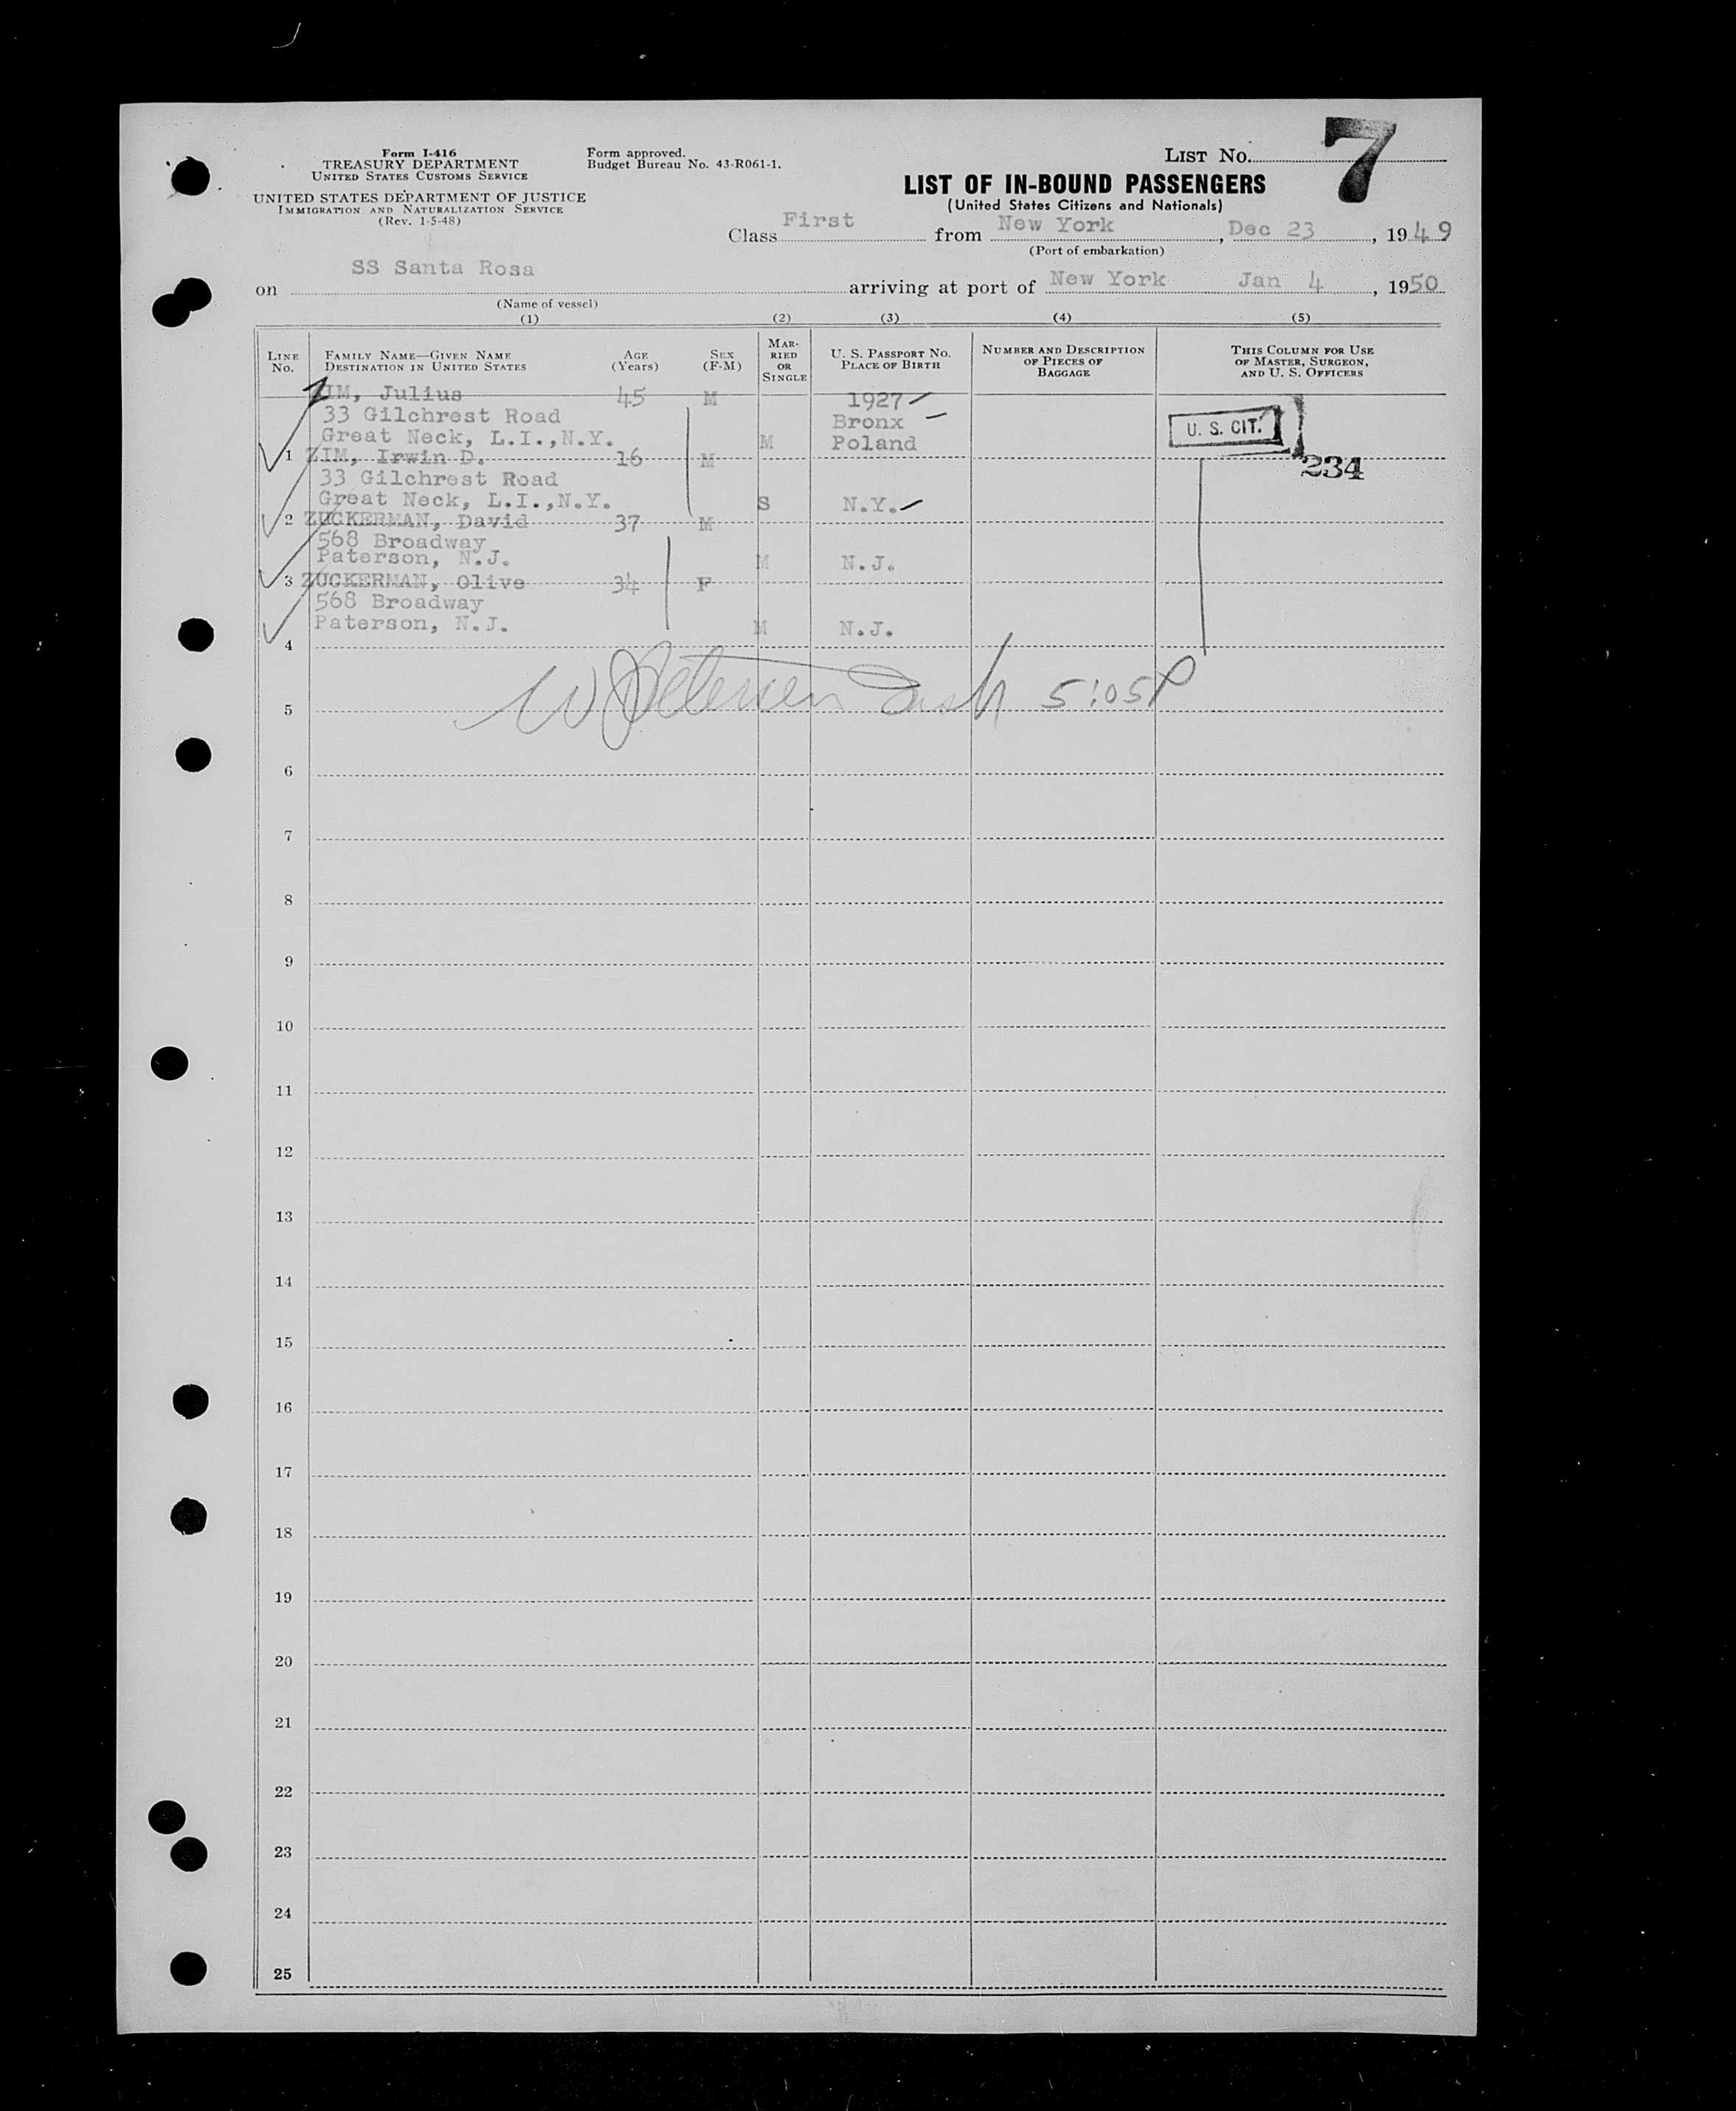 Form I-416
TREASURY DEPARTMENT
UNITED STATES CUSTOMS SERVICE
UNITED STATES DEPARTMENT OF JUSTICE
IMMIGRATION AND NATURALIZATION SERVICE
(Rev. 1-5-48)
Form approved.
Budget Bureau No. 43-R061-1.
LIST No. 7
LIST OF IN-BOUND PASSENGERS
(United States Citizens and Nationals)
Class First from New York, Dec 23, 1949
(Port of embarkation)
on SS Santa Rosa arriving at port of New York Jan 4, 1950
(Name of vessel)
(1) (2) (3) (4) (5)
LINE No. FAMILY NAME—GIVEN NAME DESTINATION IN UNITED STATES AGE (Years) SEX (F-M) MARRIED OR SINGLE U. S. PASSPORT NO. PLACE OF BIRTH NUMBER AND DESCRIPTION OF PIECES OF BAGGAGE THIS COLUMN FOR USE OF MASTER, SURGEON, AND U. S. OFFICERS
ZIM, Julius 45 M 1927
33 Gilchrest Road Bronx U. S. CIT.
Great Neck, L.I.,N.Y. M Poland
1 ZIM, Irwin D. 16 M 234
33 Gilchrest Road
Great Neck, L.I.,N.Y. S N.Y.
2 ZUCKERMAN, David 37 M
568 Broadway
Paterson, N.J. M N.J.
3 ZUCKERMAN, Olive 34 F
568 Broadway
Paterson, N.J. M N.J.
4
5:05P
5
6
7
8
9
10
11
12
13
14
15
16
17
18
19
20
21
22
23
24
25